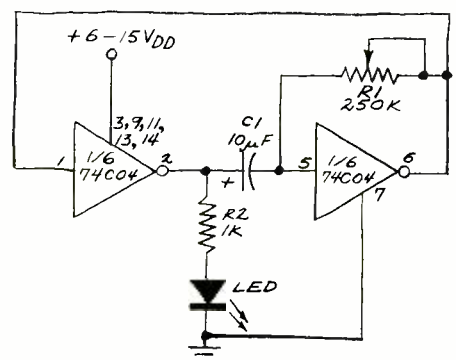 +6-15VDD
3,9,11,
13,14
1
1/6
74C04
2
C1
10µF
+
R1
250K
5
1/6
74C04
6
7
R2
1K
LED